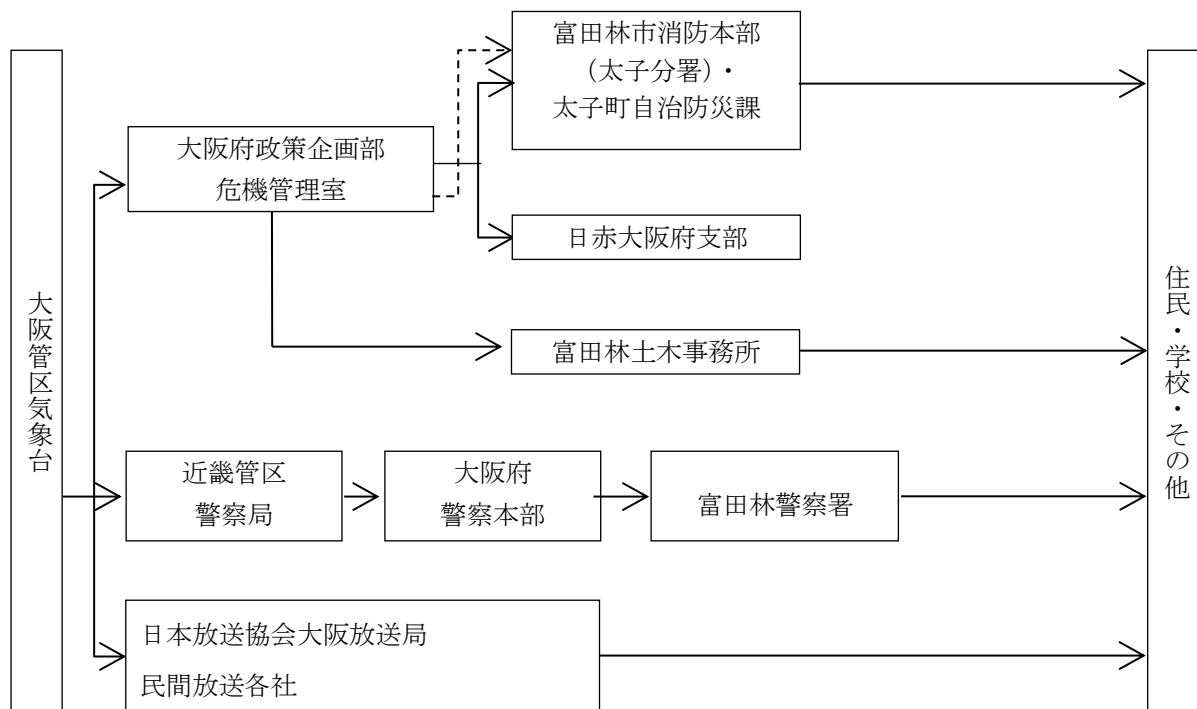 大阪管区気象台
大阪府政策企画部
危機管理室
富田林市消防本部
(太子分署)・
太子町自治防災課
日赤大阪府支部
富田林土木事務所
近畿管区
警察局
大阪府
警察本部
富田林警察署
日本放送協会大阪放送局
民間放送各社
住民・学校・その他